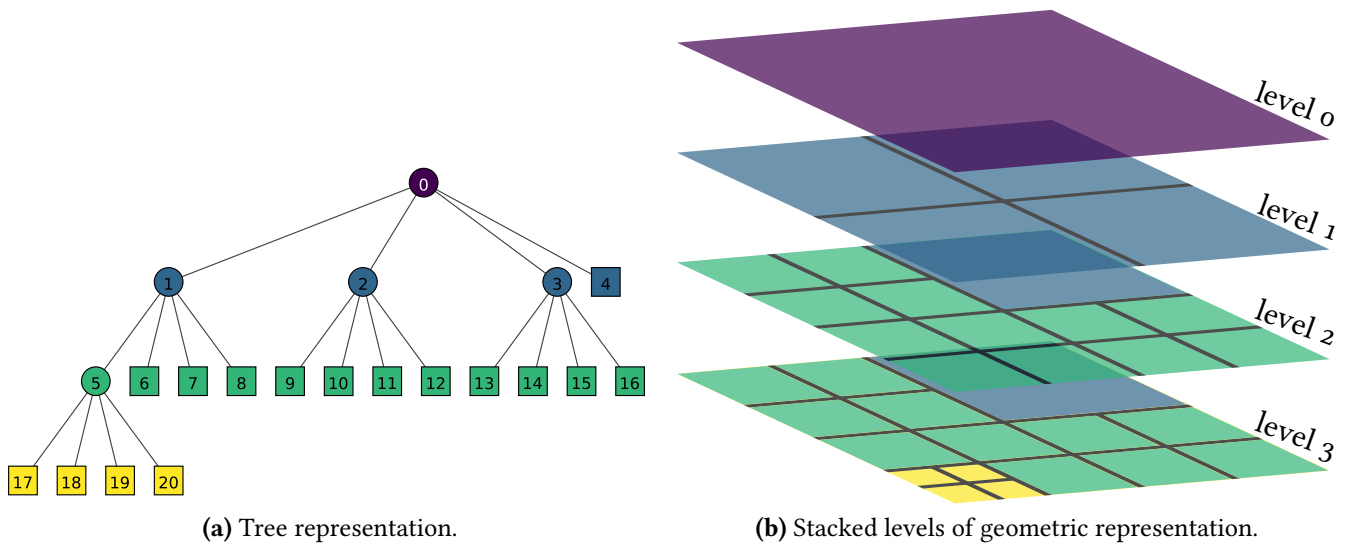 level 0
0
level 1
1 2 3 4
level 2
5 6 7 8 9 10 11 12 13 14 15 16
level 3
17 18 19 20
(a) Tree representation.
(b) Stacked levels of geometric representation.